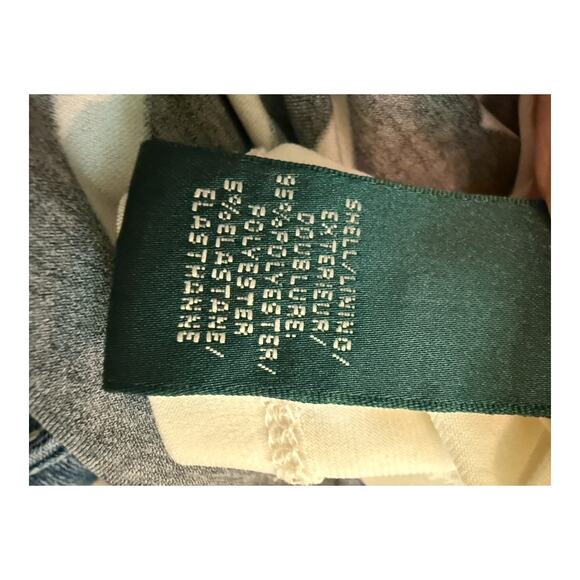 SHELL/LINING/
EXTERIEUR/
DOUBLURE:
95%POLYESTER/
POLYESTER
5%ELASTANE/
ELASTHANNE